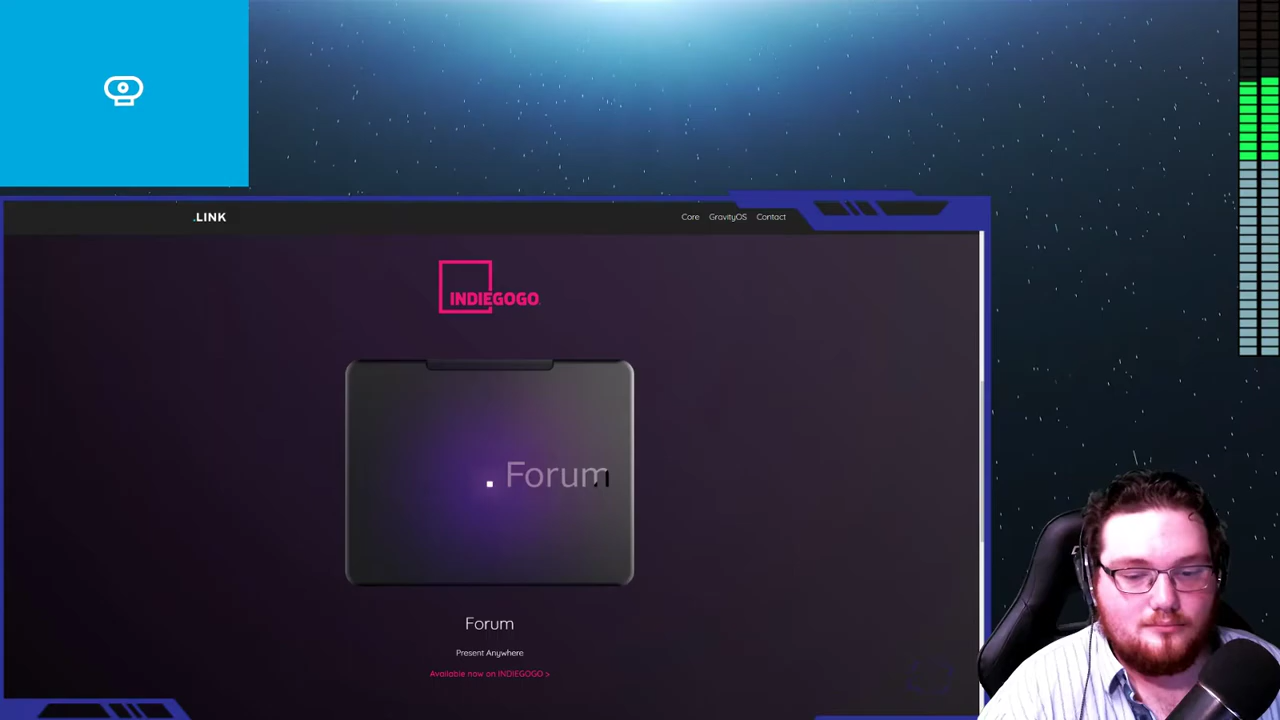 .LINK
Core GravityOS Contact
INDIEGOGO
. Forum
Forum
Present Anywhere
Available now on INDIEGOGO >